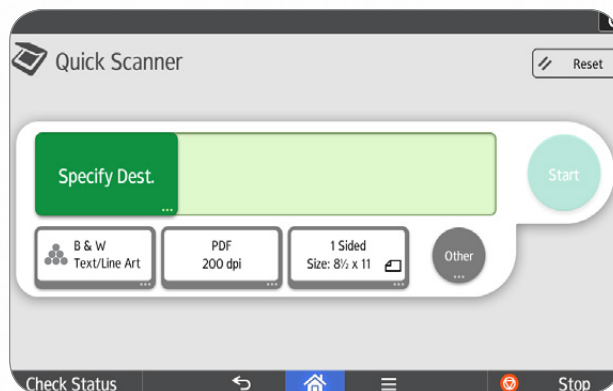 Quick Scanner
Reset
Specify Dest.
Start
B & W
Text/Line Art
PDF
200 dpi
1 Sided
Size: 8½ x 11
Other
Check Status
Stop